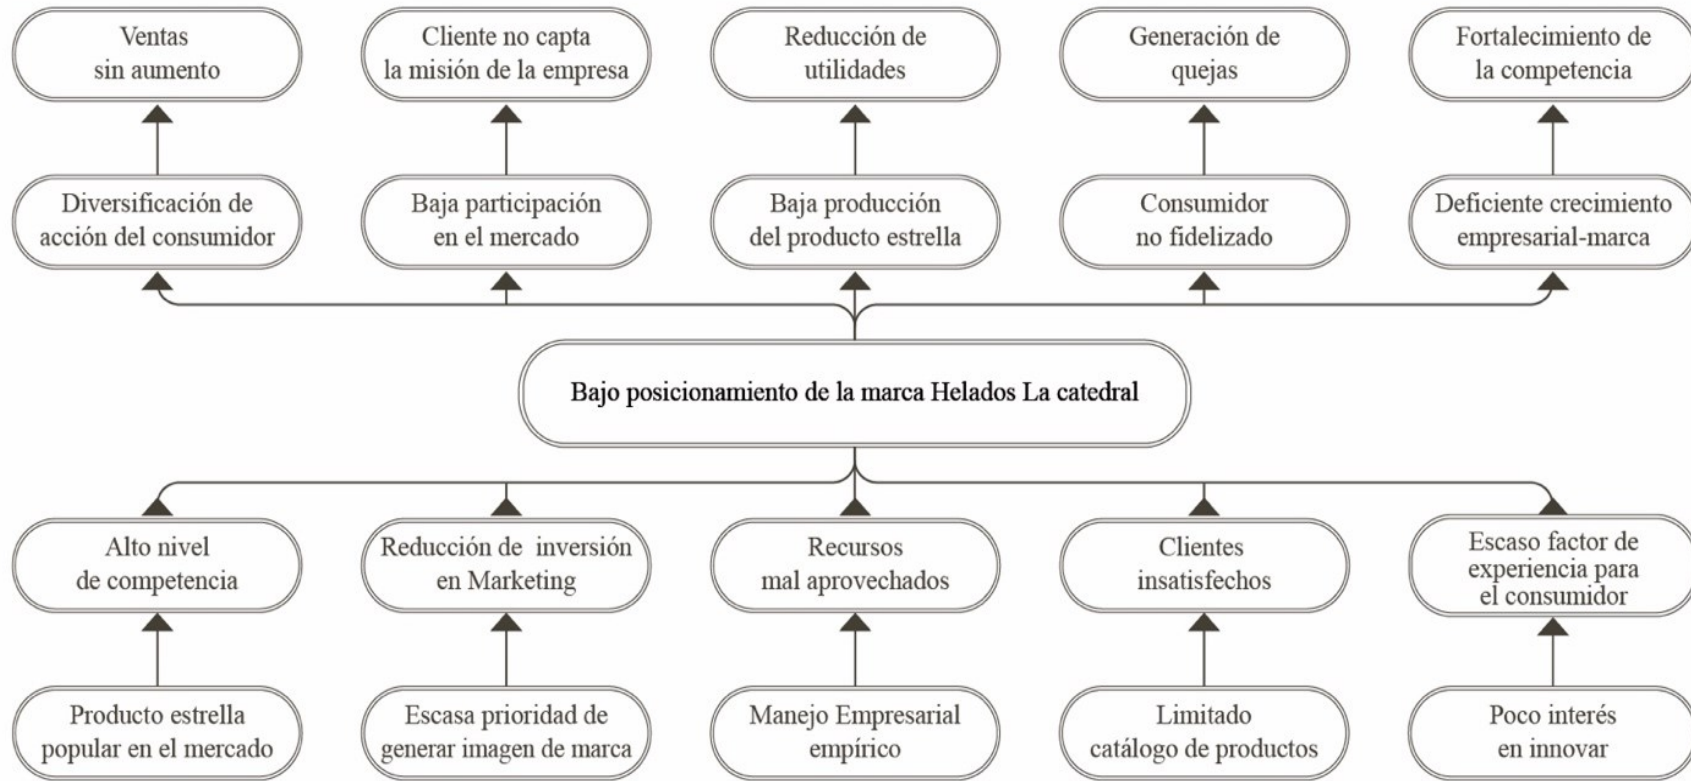 Ventas
sin aumento
Cliente no capta
la misión de la empresa
Reducción de
utilidades
Generación de
quejas
Fortalecimiento de
la competencia
Diversificación de
acción del consumidor
Baja participación
en el mercado
Baja producción
del producto estrella
Consumidor
no fidelizado
Deficiente crecimiento
empresarial-marca
Bajo posicionamiento de la marca Helados La catedral
Alto nivel
de competencia
Reducción de inversión
en Marketing
Recursos
mal aprovechados
Clientes
insatisfechos
Escaso factor de
experiencia para
el consumidor
Producto estrella
popular en el mercado
Escasa prioridad de
generar imagen de marca
Manejo Empresarial
empírico
Limitado
catálogo de productos
Poco interés
en innovar